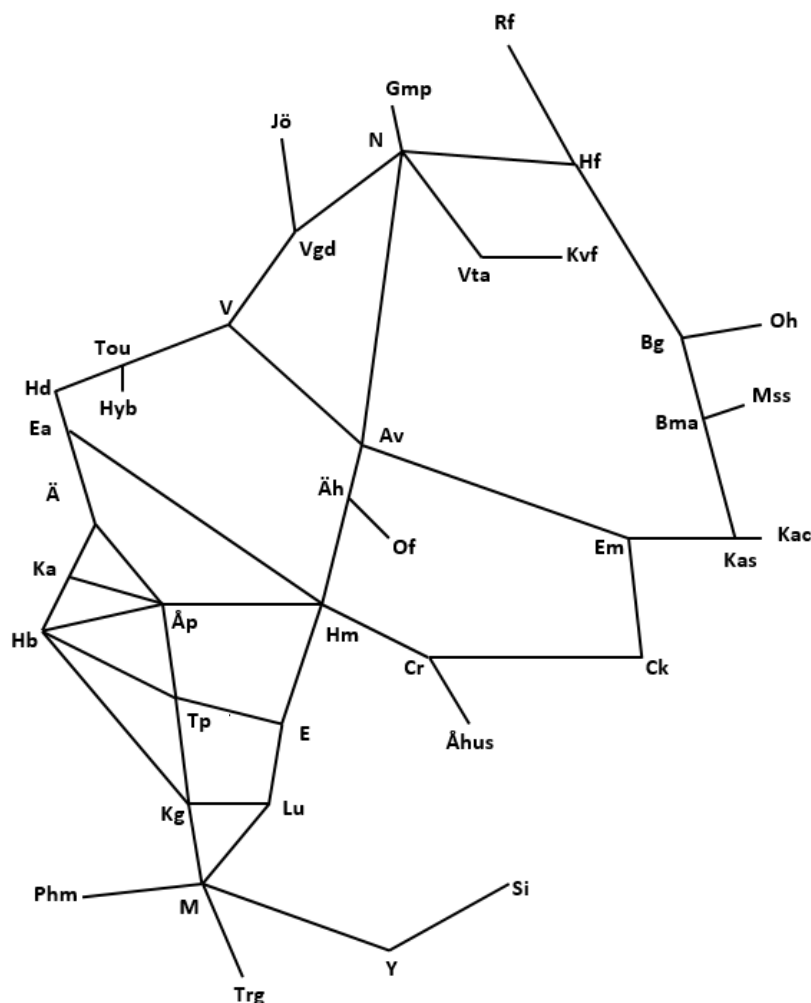 Rf
Gmp
Jö
N
Hf
Vgd
Vta
Kvf
V
Oh
Bg
Tou
Hd
Mss
Hyb
Bma
Ea
Av
Äh
Ä
Kac
Of
Em
Kas
Ka
Åp
Hb
Hm
Cr
Ck
Tp
E
Åhus
Kg
Lu
Phm
M
Si
Y
Trg